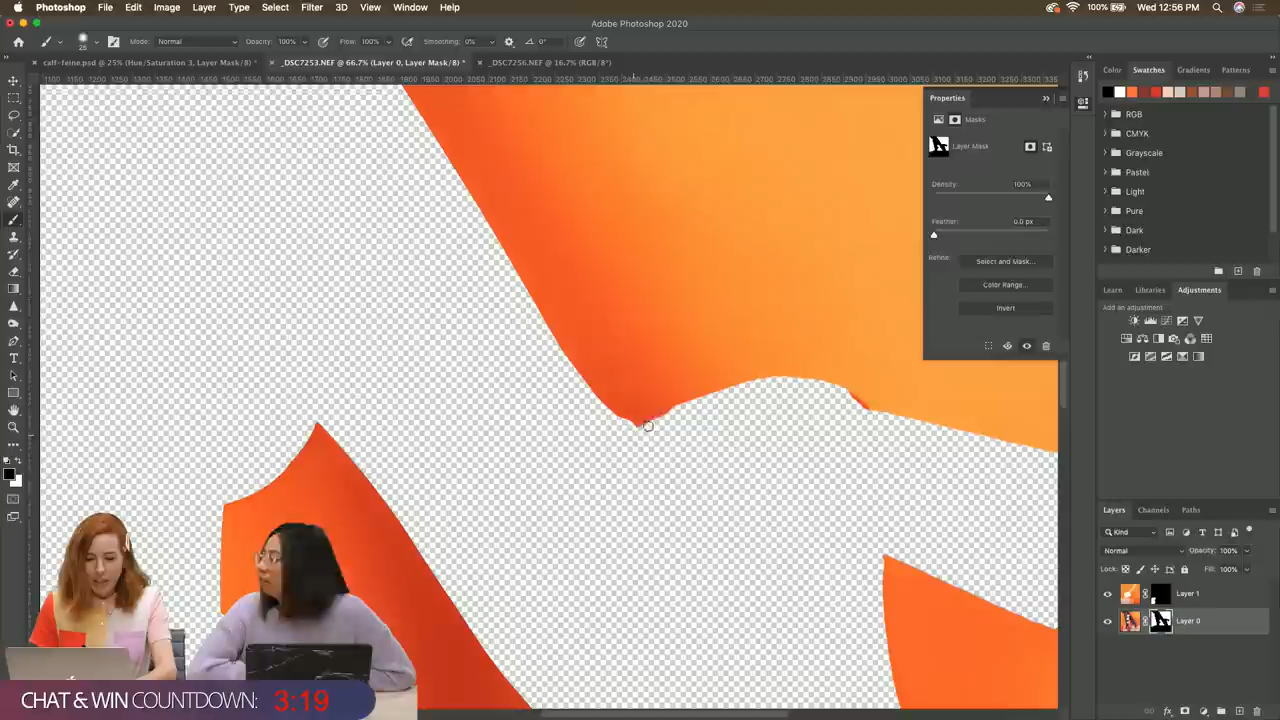 Photoshop File Edit Image Layer Type Select Filter 3D View Window Help 100% Wed 12:56 PM
Adobe Photoshop 2020
25 Mode: Normal Opacity: 100% Flow: 100% Smoothing: 0% 0°
caff-feine.psd @ 25% (Hue/Saturation 3, Layer Mask/8) * _DSC7253.NEF @ 66.7% (Layer 0, Layer Mask/8) * _DSC7256.NEF @ 16.7% (RGB/8*)
Color Swatches Gradients Patterns
Properties
Masks
Layer Mask
Density: 100%
Feather: 0.0 px
Refine: Select and Mask...
Color Range...
Invert
RGB
CMYK
Grayscale
Pastel
Light
Pure
Dark
Darker
Learn Libraries Adjustments
Add an adjustment
Layers Channels Paths
Kind
Normal Opacity: 100%
Lock: Fill: 100%
Layer 1
Layer 0
CHAT & WIN COUNTDOWN: 3:19